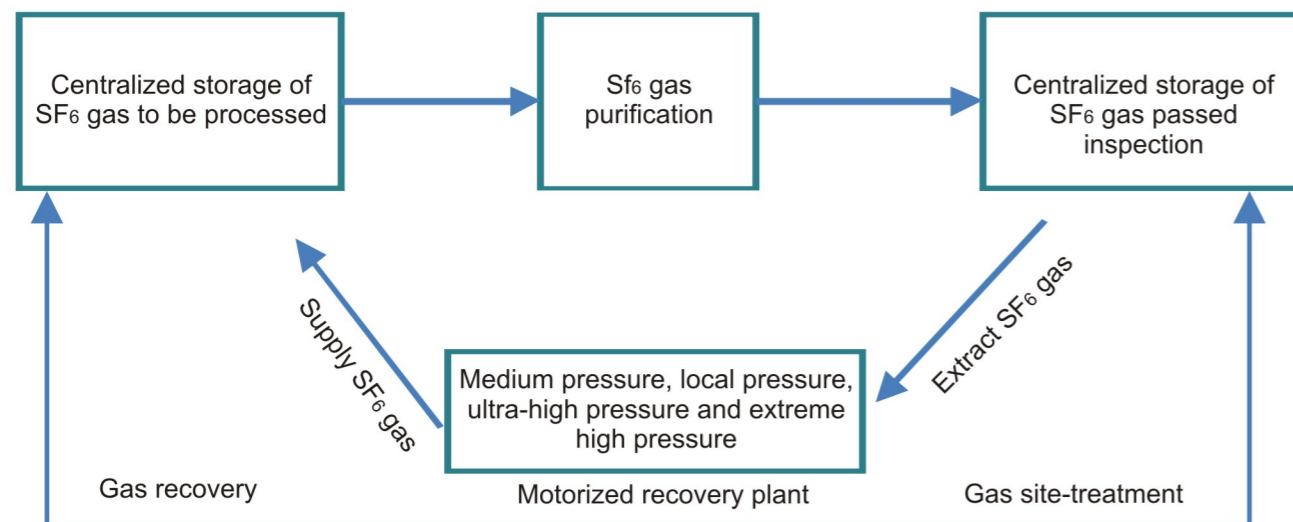 Centralized storage of
SF₆ gas to be processed
Sf₆ gas
purification
Centralized storage of
SF₆ gas passed
inspection
Supply SF₆ gas
Extract SF₆ gas
Medium pressure, local pressure,
ultra-high pressure and extreme
high pressure
Gas recovery
Motorized recovery plant
Gas site-treatment